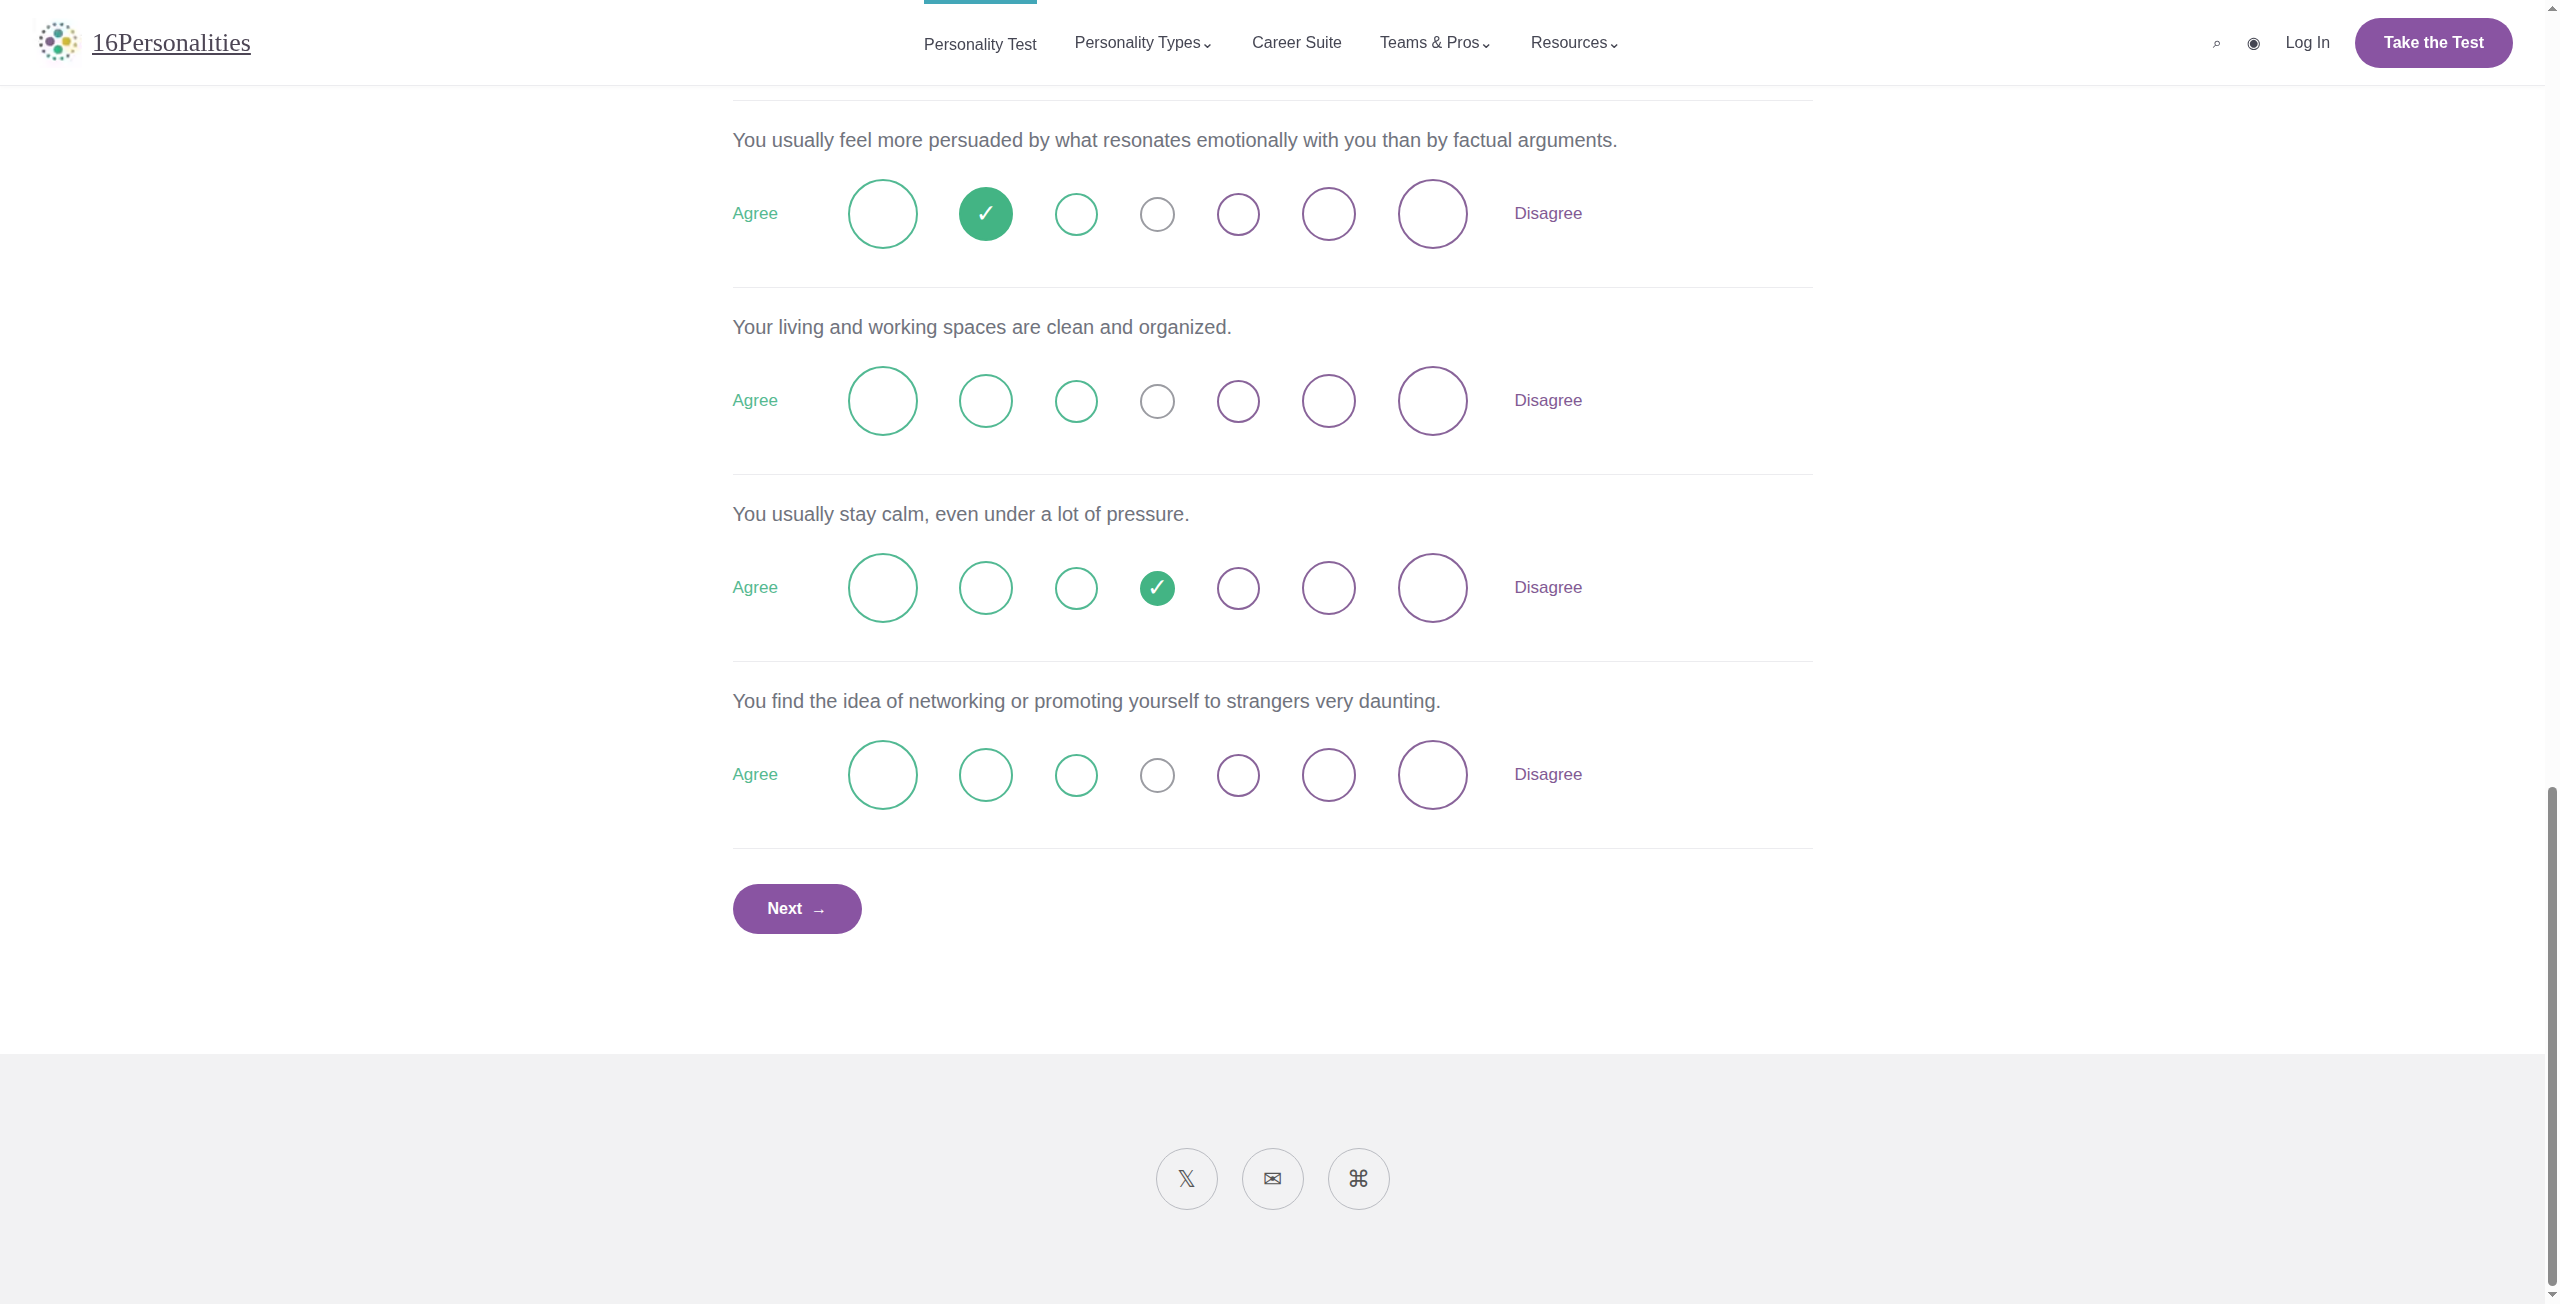 16Personalities
Personality Test
Personality Types
Career Suite
Teams & Pros
Resources
Log In
Take the Test
You usually feel more persuaded by what resonates emotionally with you than by factual arguments.
Agree
Disagree
Your living and working spaces are clean and organized.
Agree
Disagree
You usually stay calm, even under a lot of pressure.
Agree
Disagree
You find the idea of networking or promoting yourself to strangers very daunting.
Agree
Disagree
Next →
𝕏